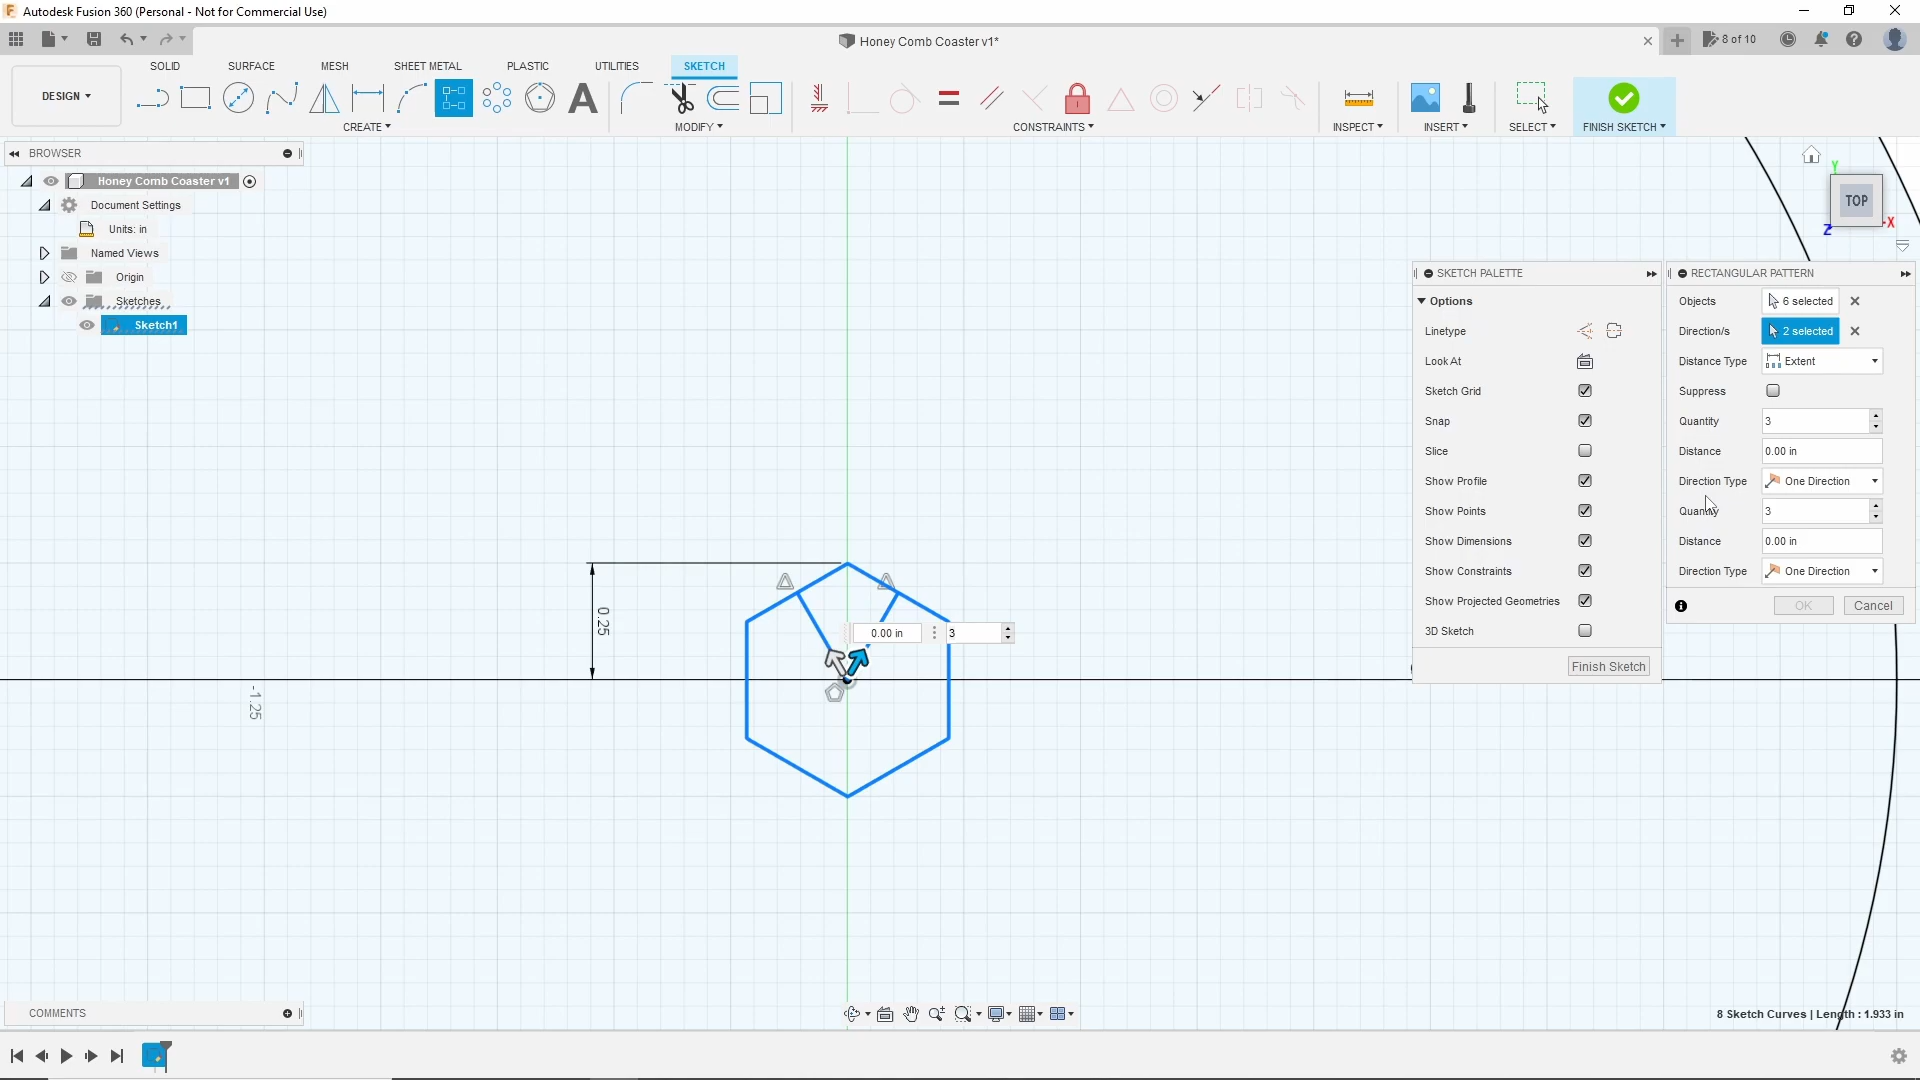 Autodesk Fusion 360 (Personal - Not for Commercial Use)
Honey Comb Coaster v1*
8 of 10
SOLID
SURFACE
MESH
SHEET METAL
PLASTIC
UTILITIES
SKETCH
DESIGN
CREATE
MODIFY
CONSTRAINTS
INSPECT
INSERT
SELECT
FINISH SKETCH
BROWSER
Honey Comb Coaster v1
Document Settings
Units: in
Named Views
Origin
Sketches
Sketch1
Y
TOP
X
Z
SKETCH PALETTE
Options
Linetype
Look At
Sketch Grid
Snap
Slice
Show Profile
Show Points
Show Dimensions
Show Constraints
Show Projected Geometries
3D Sketch
Finish Sketch
RECTANGULAR PATTERN
Objects 6 selected
Direction/s 2 selected
Distance Type Extent
Suppress
Quantity 3
Distance 0.00 in
Direction Type One Direction
Quantity 3
Distance 0.00 in
Direction Type One Direction
OK Cancel
0.25
0.00 in 3
-1.25
COMMENTS
8 Sketch Curves | Length : 1.933 in